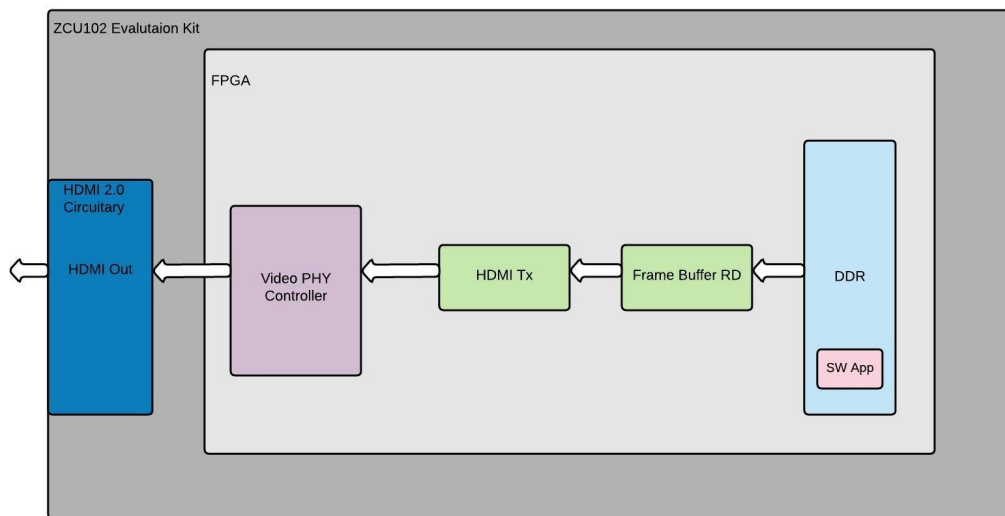 ZCU102 Evalutaion Kit
FPGA
HDMI 2.0
Circuitary
HDMI Out
Video PHY
Controller
HDMI Tx
Frame Buffer RD
DDR
SW App